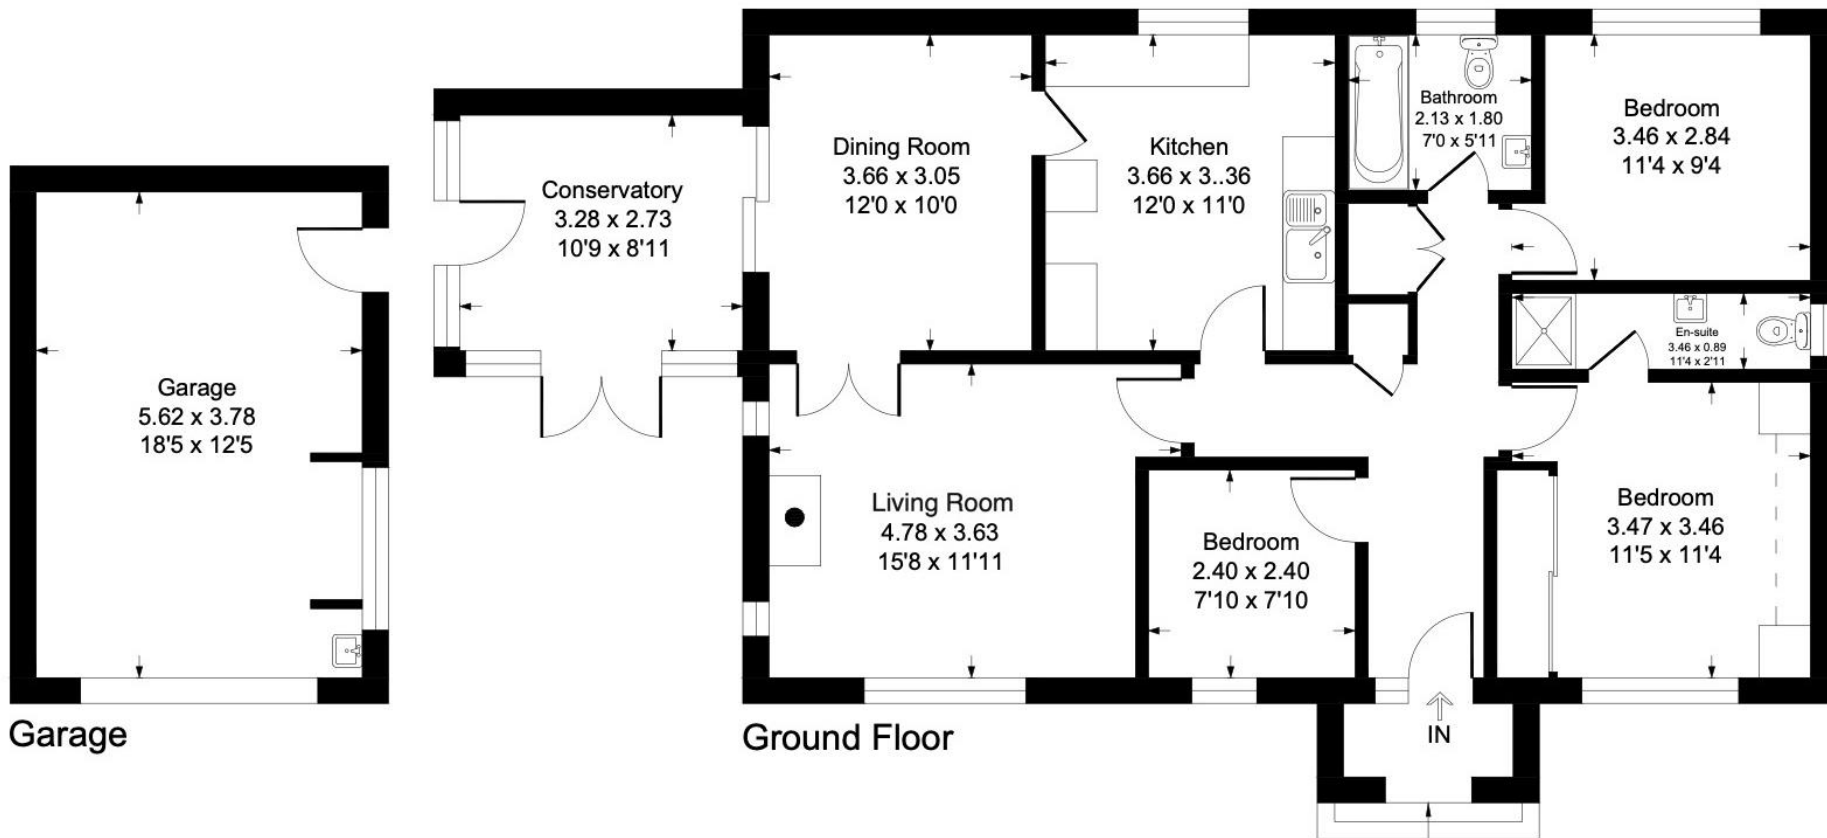 Garage
5.62 x 3.78
18'5 x 12'5
Garage
Conservatory
3.28 x 2.73
10'9 x 8'11
Dining Room
3.66 x 3.05
12'0 x 10'0
Kitchen
3.66 x 3..36
12'0 x 11'0
Bathroom
2.13 x 1.80
7'0 x 5'11
Bedroom
3.46 x 2.84
11'4 x 9'4
En-suite
3.46 x 0.89
11'4 x 2'11
Living Room
4.78 x 3.63
15'8 x 11'11
Bedroom
2.40 x 2.40
7'10 x 7'10
Bedroom
3.47 x 3.46
11'5 x 11'4
IN
Ground Floor